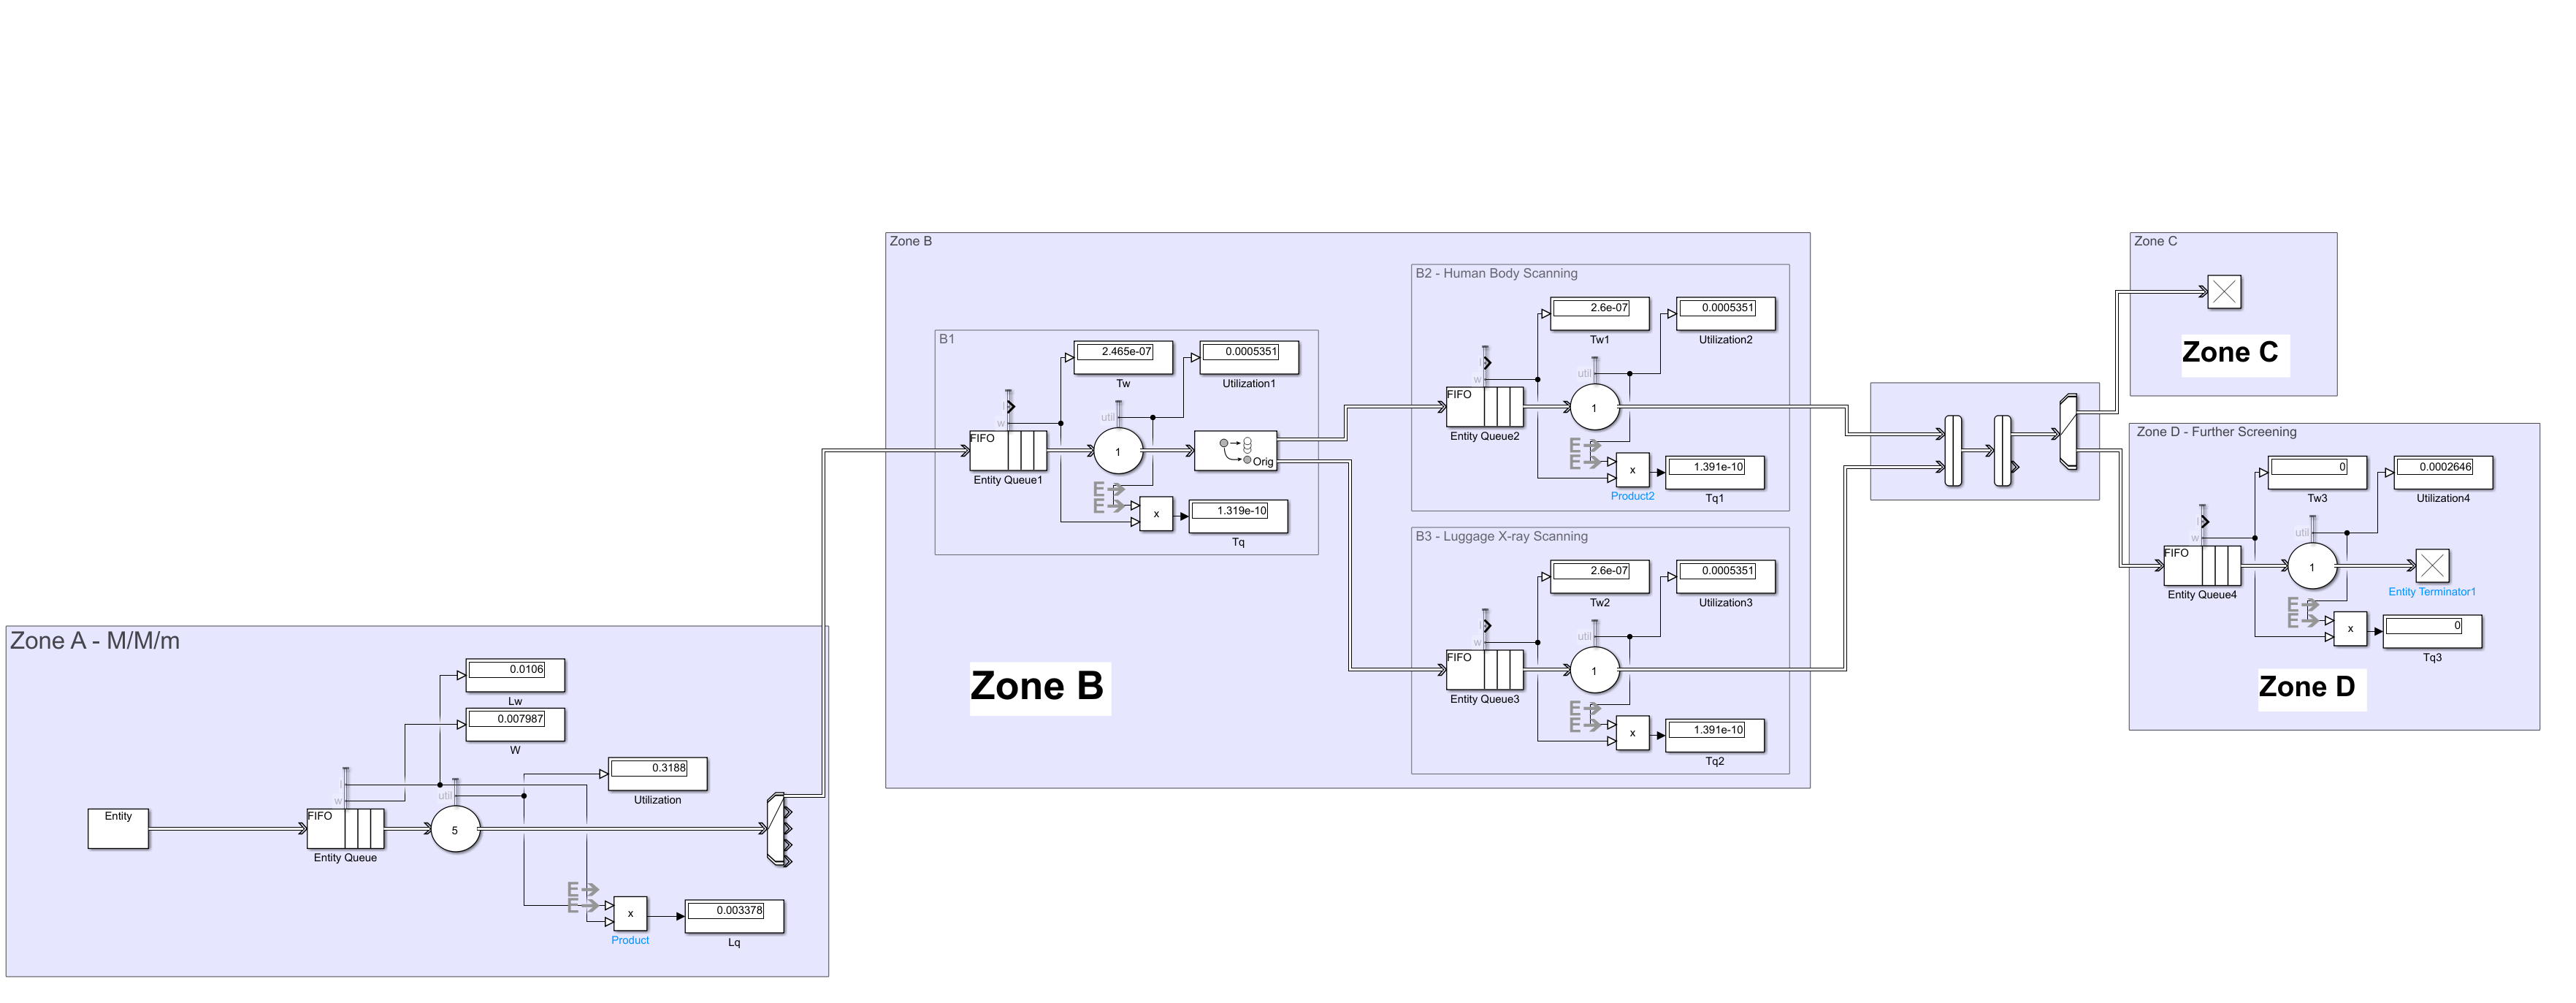 Zone A - M/M/m
0.0106
Lw
0.007987
W
0.3188
Utilization
l
w
util
Entity
FIFO
Entity Queue
5
E
E
x
Product
0.003378
Lq
Zone B
B1
2.465e-07
Tw
0.0005351
Utilization1
l
w
util
FIFO
Entity Queue1
1
Orig
E
E
x
1.319e-10
Tq
Zone B
B2 - Human Body Scanning
2.6e-07
Tw1
0.0005351
Utilization2
l
w
util
FIFO
Entity Queue2
1
E
E
x
Product2
1.391e-10
Tq1
B3 - Luggage X-ray Scanning
2.6e-07
Tw2
0.0005351
Utilization3
l
w
util
FIFO
Entity Queue3
1
E
E
x
1.391e-10
Tq2
Zone C
Zone C
Zone D - Further Screening
0
Tw3
0.0002646
Utilization4
l
w
util
FIFO
Entity Queue4
1
Entity Terminator1
E
E
x
0
Tq3
Zone D